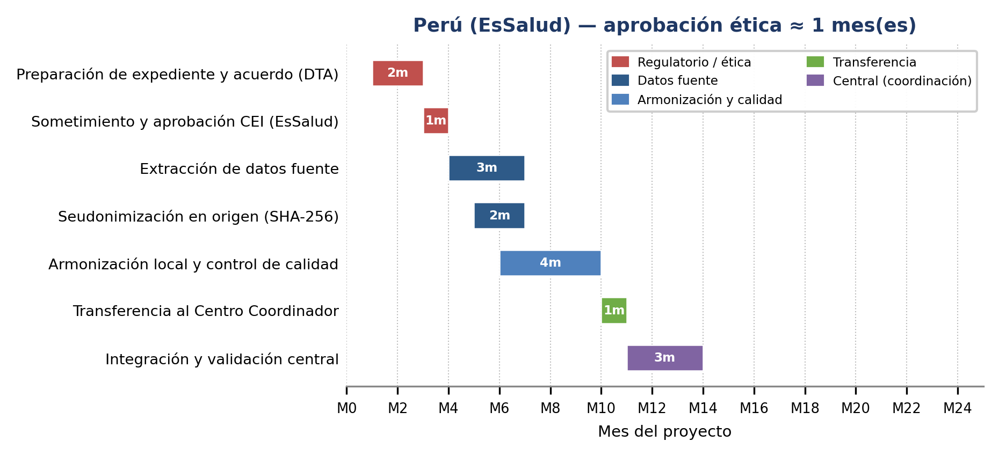 Perú (EsSalud) — aprobación ética ≈ 1 mes(es)
Regulatorio / ética
Datos fuente
Armonización y calidad
Transferencia
Central (coordinación)
Preparación de expediente y acuerdo (DTA)
2m
Sometimiento y aprobación CEI (EsSalud)
1m
Extracción de datos fuente
3m
Seudonimización en origen (SHA-256)
2m
Armonización local y control de calidad
4m
Transferencia al Centro Coordinador
1m
Integración y validación central
3m
M0 M2 M4 M6 M8 M10 M12 M14 M16 M18 M20 M22 M24
Mes del proyecto